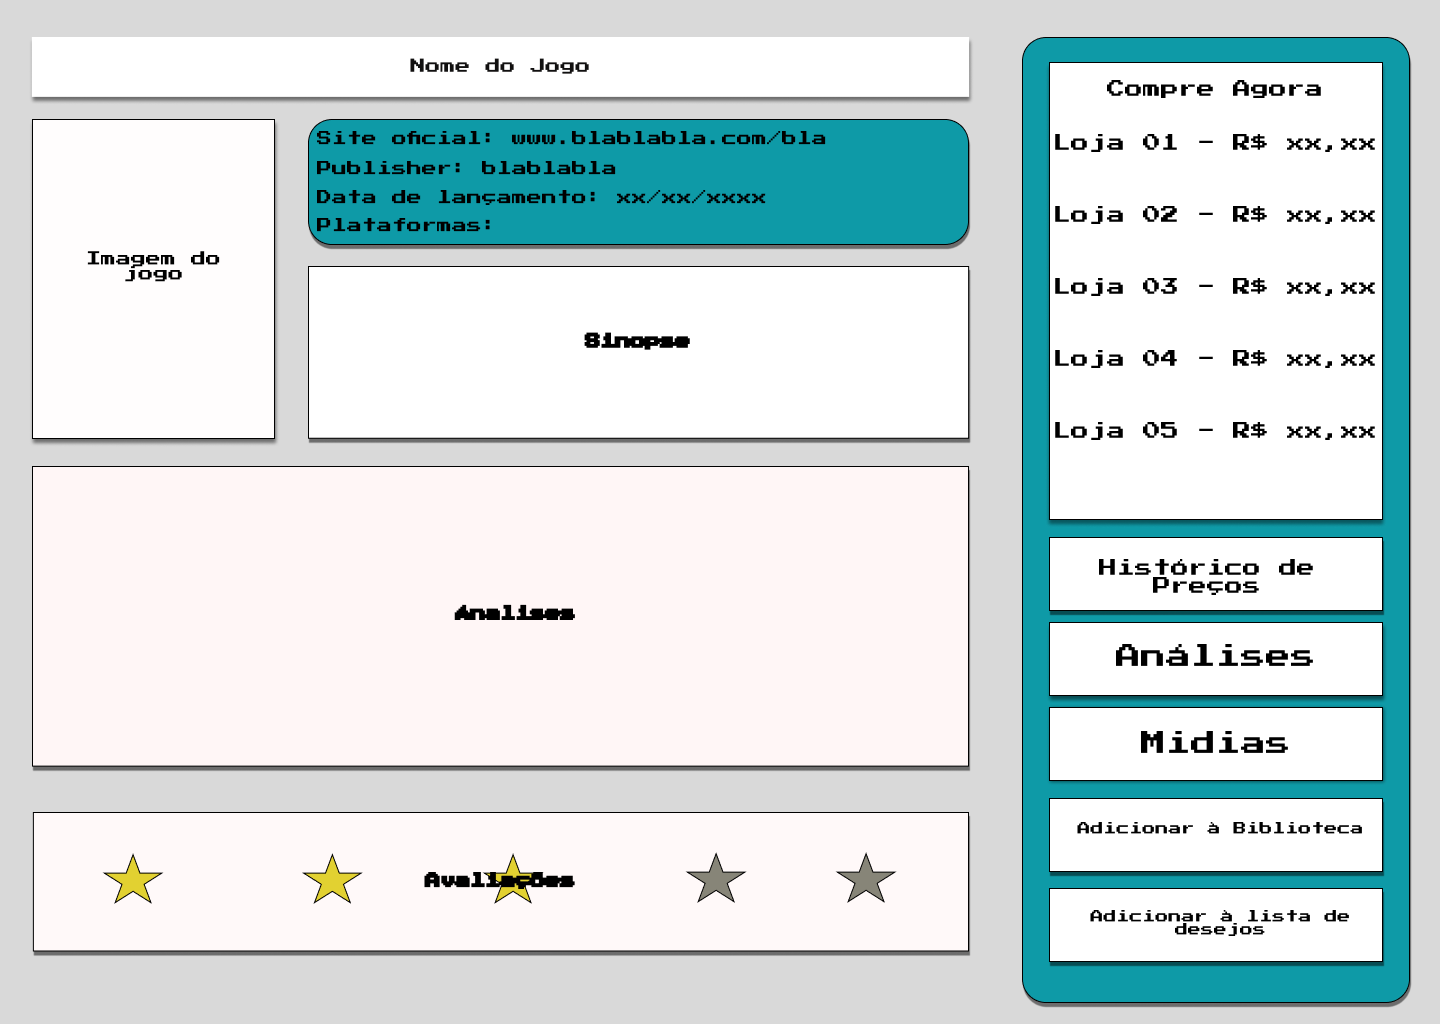 Nome do Jogo
Site oficial: www.blablabla.com/bla
Publisher: blablabla
Data de lançamento: xx/xx/xxxx
Plataformas:
Imagem do
jogo
Sinopse
Analises
Avaliações
Compre Agora
Loja 01 - R$ xx,xx
Loja 02 - R$ xx,xx
Loja 03 - R$ xx,xx
Loja 04 - R$ xx,xx
Loja 05 - R$ xx,xx
Histórico de
Preços
Análises
Midias
Adicionar à Biblioteca
Adicionar à lista de
desejos